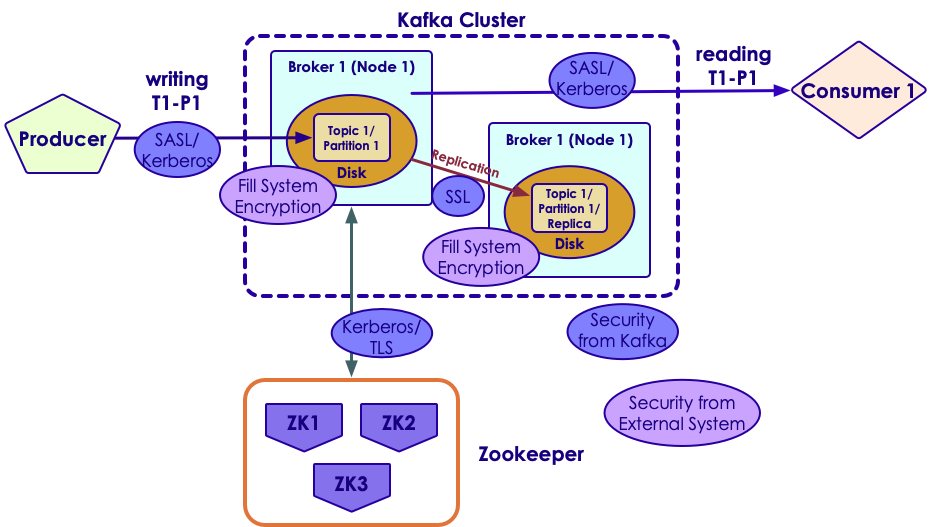 Kafka Cluster
writing
T1-P1
Producer
SASL/
Kerberos
Broker 1 (Node 1)
Topic 1/
Partition 1
Disk
Fill System
Encryption
Replication
SSL
SASL/
Kerberos
reading
T1-P1
Consumer 1
Broker 1 (Node 1)
Topic 1/
Partition 1/
Replica
Disk
Fill System
Encryption
Kerberos/
TLS
Security
from Kafka
Security from
External System
ZK1
ZK2
ZK3
Zookeeper